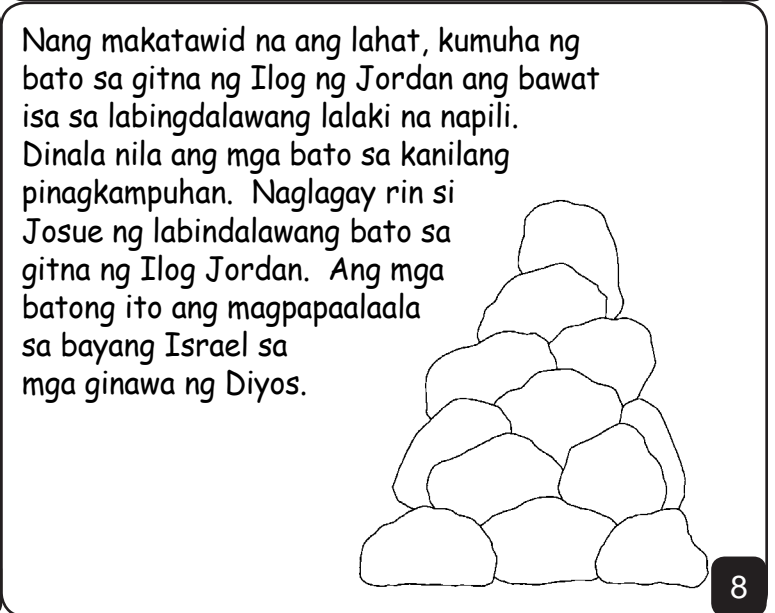 Nang makatawid na ang lahat, kumuha ng
bato sa gitna ng Ilog ng Jordan ang bawat
isa sa labingdalawang lalaki na napili.
Dinala nila ang mga bato sa kanilang
pinagkampuhan.  Naglagay rin si
Josue ng labindalawang bato sa
gitna ng Ilog Jordan.  Ang mga
batong ito ang magpapaalaala
sa bayang Israel sa
mga ginawa ng Diyos.
8